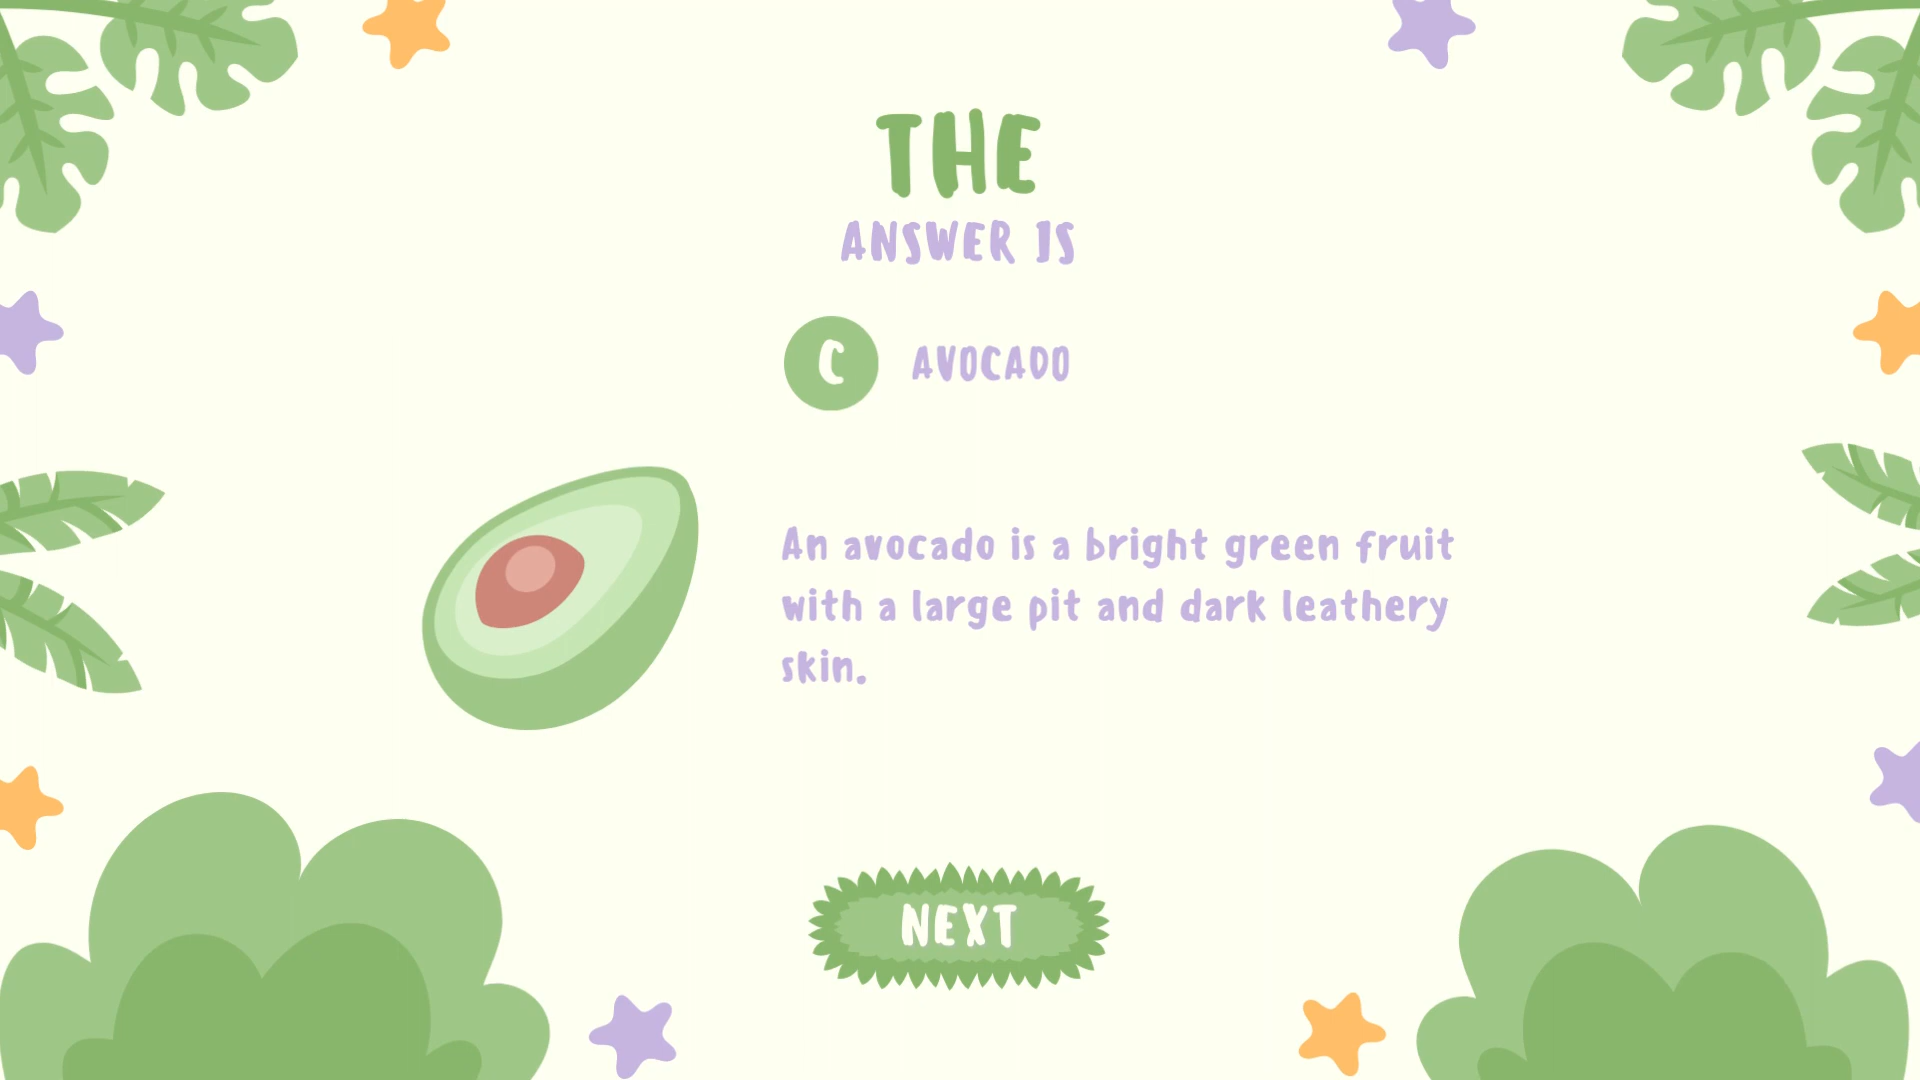 THE
ANSWER IS
C AVOCADO
An avocado is a bright green fruit
with a large pit and dark leathery
skin.
NEXT